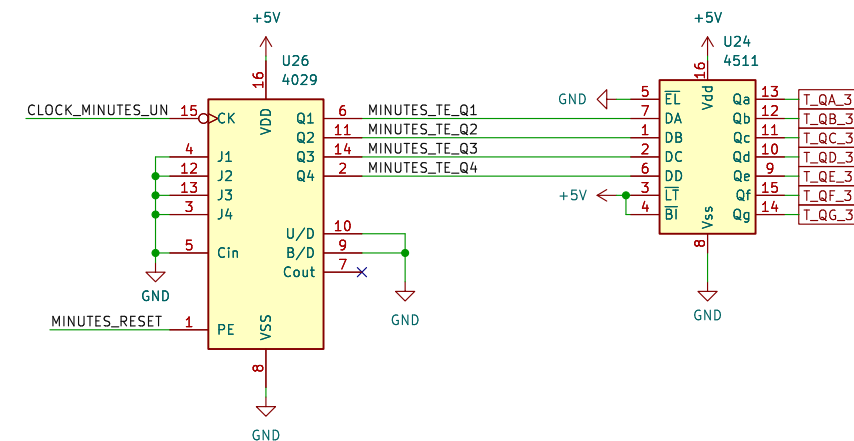 +5V
U26
4029
16
VDD
CLOCK_MINUTES_UN
15
CK
4
J1
12
J2
13
J3
3
J4
5
Cin
GND
MINUTES_RESET
1
PE
VSS
8
GND
Q1
6
MINUTES_TE_Q1
Q2
11
MINUTES_TE_Q2
Q3
14
MINUTES_TE_Q3
Q4
2
MINUTES_TE_Q4
U/D
10
B/D
9
Cout
7
GND
+5V
U24
4511
16
Vdd
GND
5
EL
7
DA
1
DB
2
DC
6
DD
+5V
3
LT
4
BI
Vss
8
GND
Qa
13
T_QA_3
Qb
12
T_QB_3
Qc
11
T_QC_3
Qd
10
T_QD_3
Qe
9
T_QE_3
Qf
15
T_QF_3
Qg
14
T_QG_3